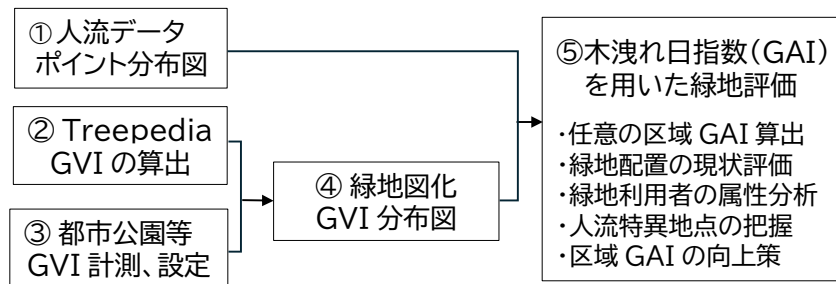 ①人流データ
ポイント分布図
② Treepedia
GVI の算出
③ 都市公園等
GVI 計測、設定
④ 緑地図化
GVI 分布図
⑤木洩れ日指数(GAI)
を用いた緑地評価
・任意の区域 GAI 算出
・緑地配置の現状評価
・緑地利用者の属性分析
・人流特異地点の把握
・区域 GAI の向上策